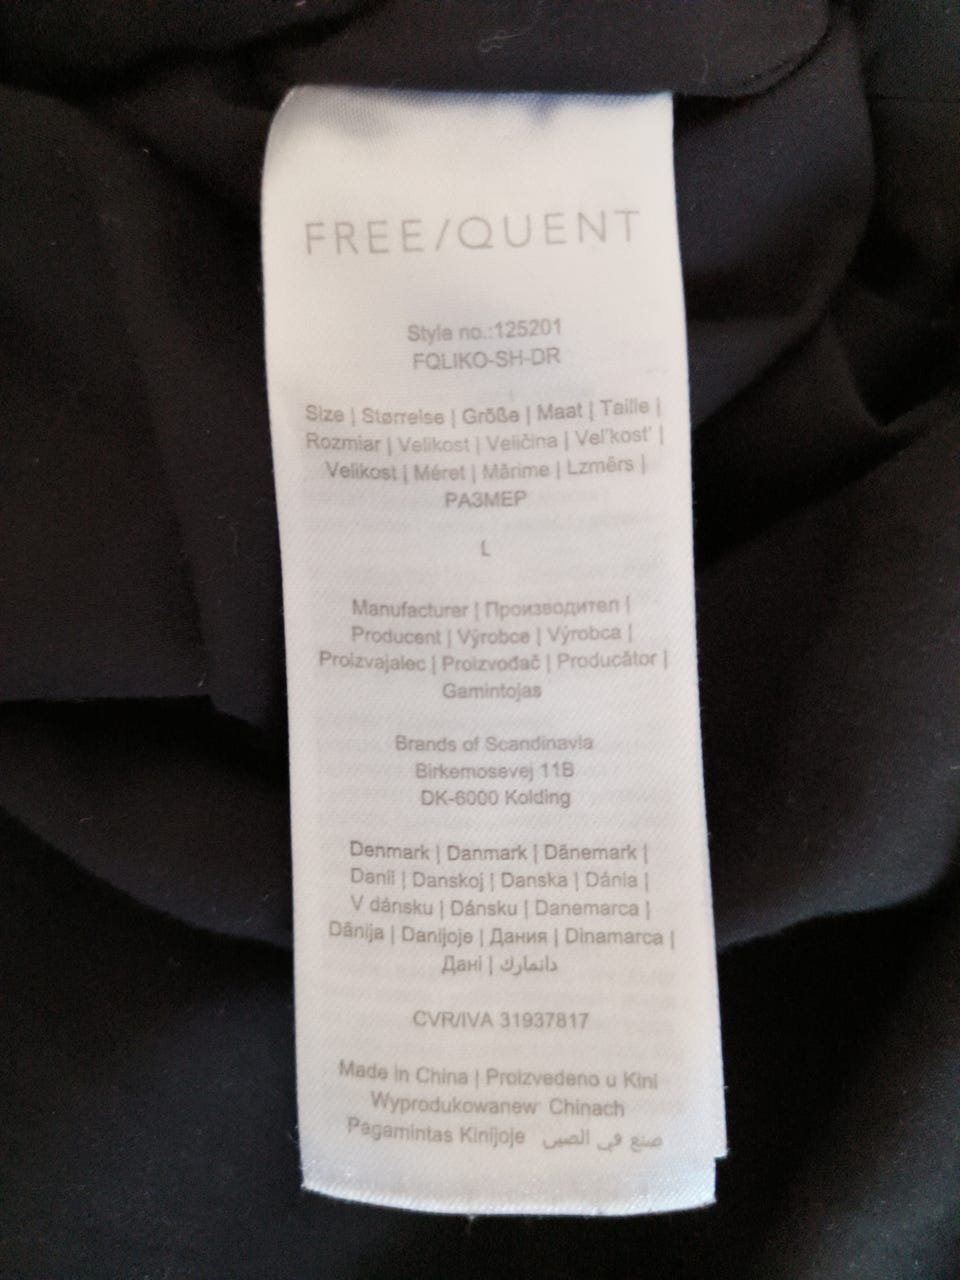 FREE/QUENT
Style no.:125201
FQLIKO-SH-DR
Size | Størrelse | Größe | Maat | Taille |
Rozmiar | Velikost | Veličina | Vel'kost' |
Velikost | Méret | Mărime | Lzmērs |
РАЗМЕР
L
Manufacturer | Производител |
Producent | Výrobce | Výrobca |
Proizvajalec | Proizvođač | Producător |
Gamintojas
Brands of Scandinavia
Birkemosevej 11B
DK-6000 Kolding
Denmark | Danmark | Dänemark |
Danii | Danskoj | Danska | Dánia |
V dánsku | Dánsku | Danemarca |
Dānija | Danijoje | Дания | Dinamarca |
Дані | دانمارك
CVR/IVA 31937817
Made in China | Proizvedeno u Kini
Wyprodukowanew Chinach
Pagamintas Kinijoje صنع في الصين